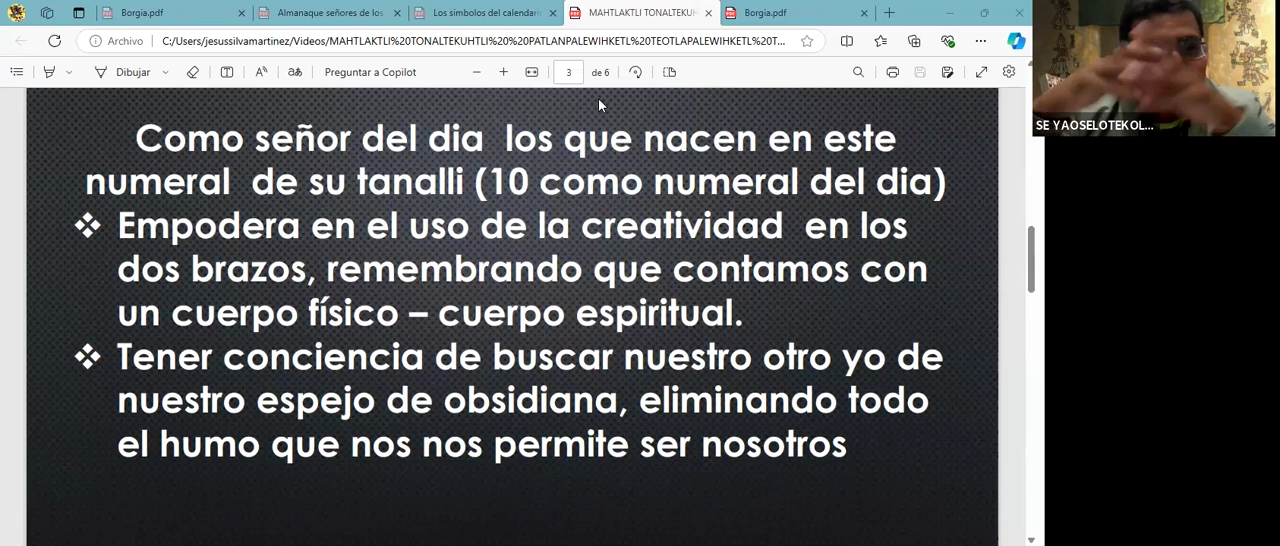 Borgia.pdf
Almanaque señores de los
Los simbolos del calendari
MAHTLAKTLI TONALTEKUH
Borgia.pdf
Archivo
C:/Users/jesussilvamartinez/Videos/MAHTLAKTLI%20TONALTEKUHTLI%20%20PATLANPALEWIHKETL%20TEOTLAPALEWIHKETL%20T...
Dibujar
Preguntar a Copilot
3 de 6
SE YAOSELOTEKOL...
Como señor del dia los que nacen en este
numeral de su tanalli (10 como numeral del dia)
❖ Empodera en el uso de la creatividad en los
dos brazos, remembrando que contamos con
un cuerpo físico – cuerpo espiritual.
❖ Tener conciencia de buscar nuestro otro yo de
nuestro espejo de obsidiana, eliminando todo
el humo que nos nos permite ser nosotros